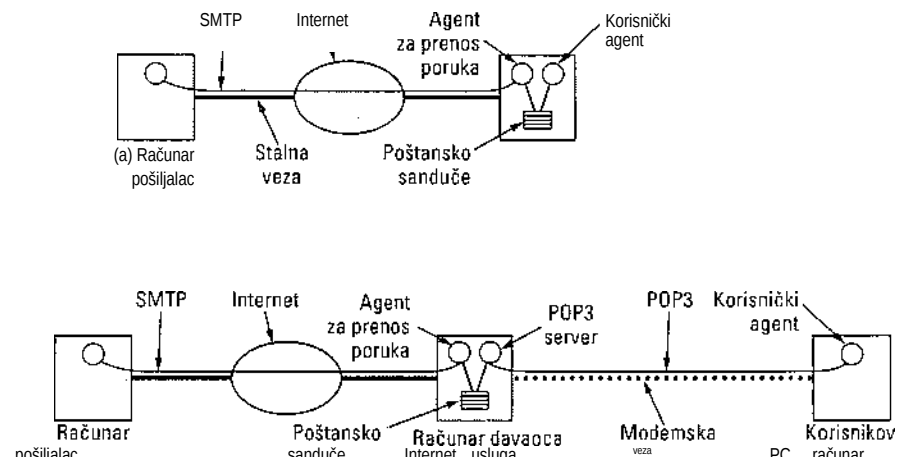 SMTP
Internet
Agent
za prenos
poruka
Korisnički
agent
(a) Računar
pošiljalac
Stalna
veza
Poštansko
sanduče
SMTP
Internet
Agent
za prenos
poruka
POP3
server
POP3
Korisnički
agent
Računar
pošiljalac
Poštansko
sanduče
Računar davaoca
Internet usluga
Modemska
veza
Korisnikov
PC računar